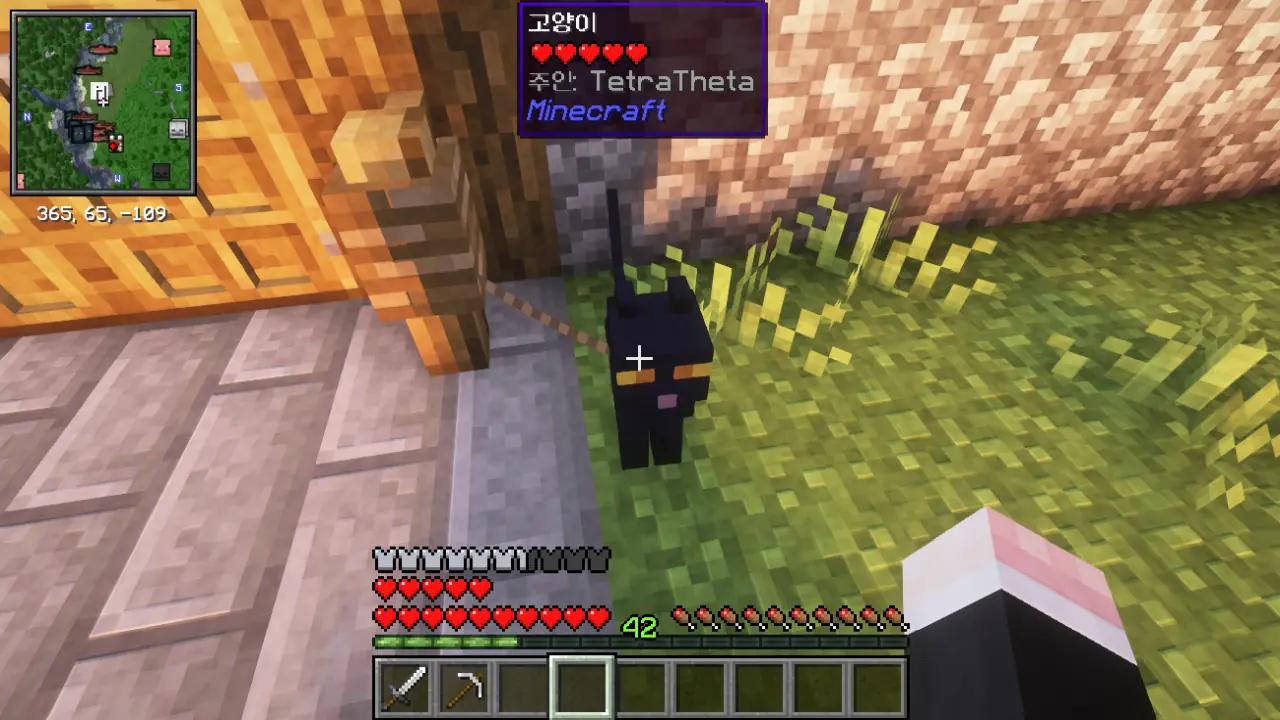 고양이
주인: TetraTheta
Minecraft
E
S
N
W
365, 65, -109
42